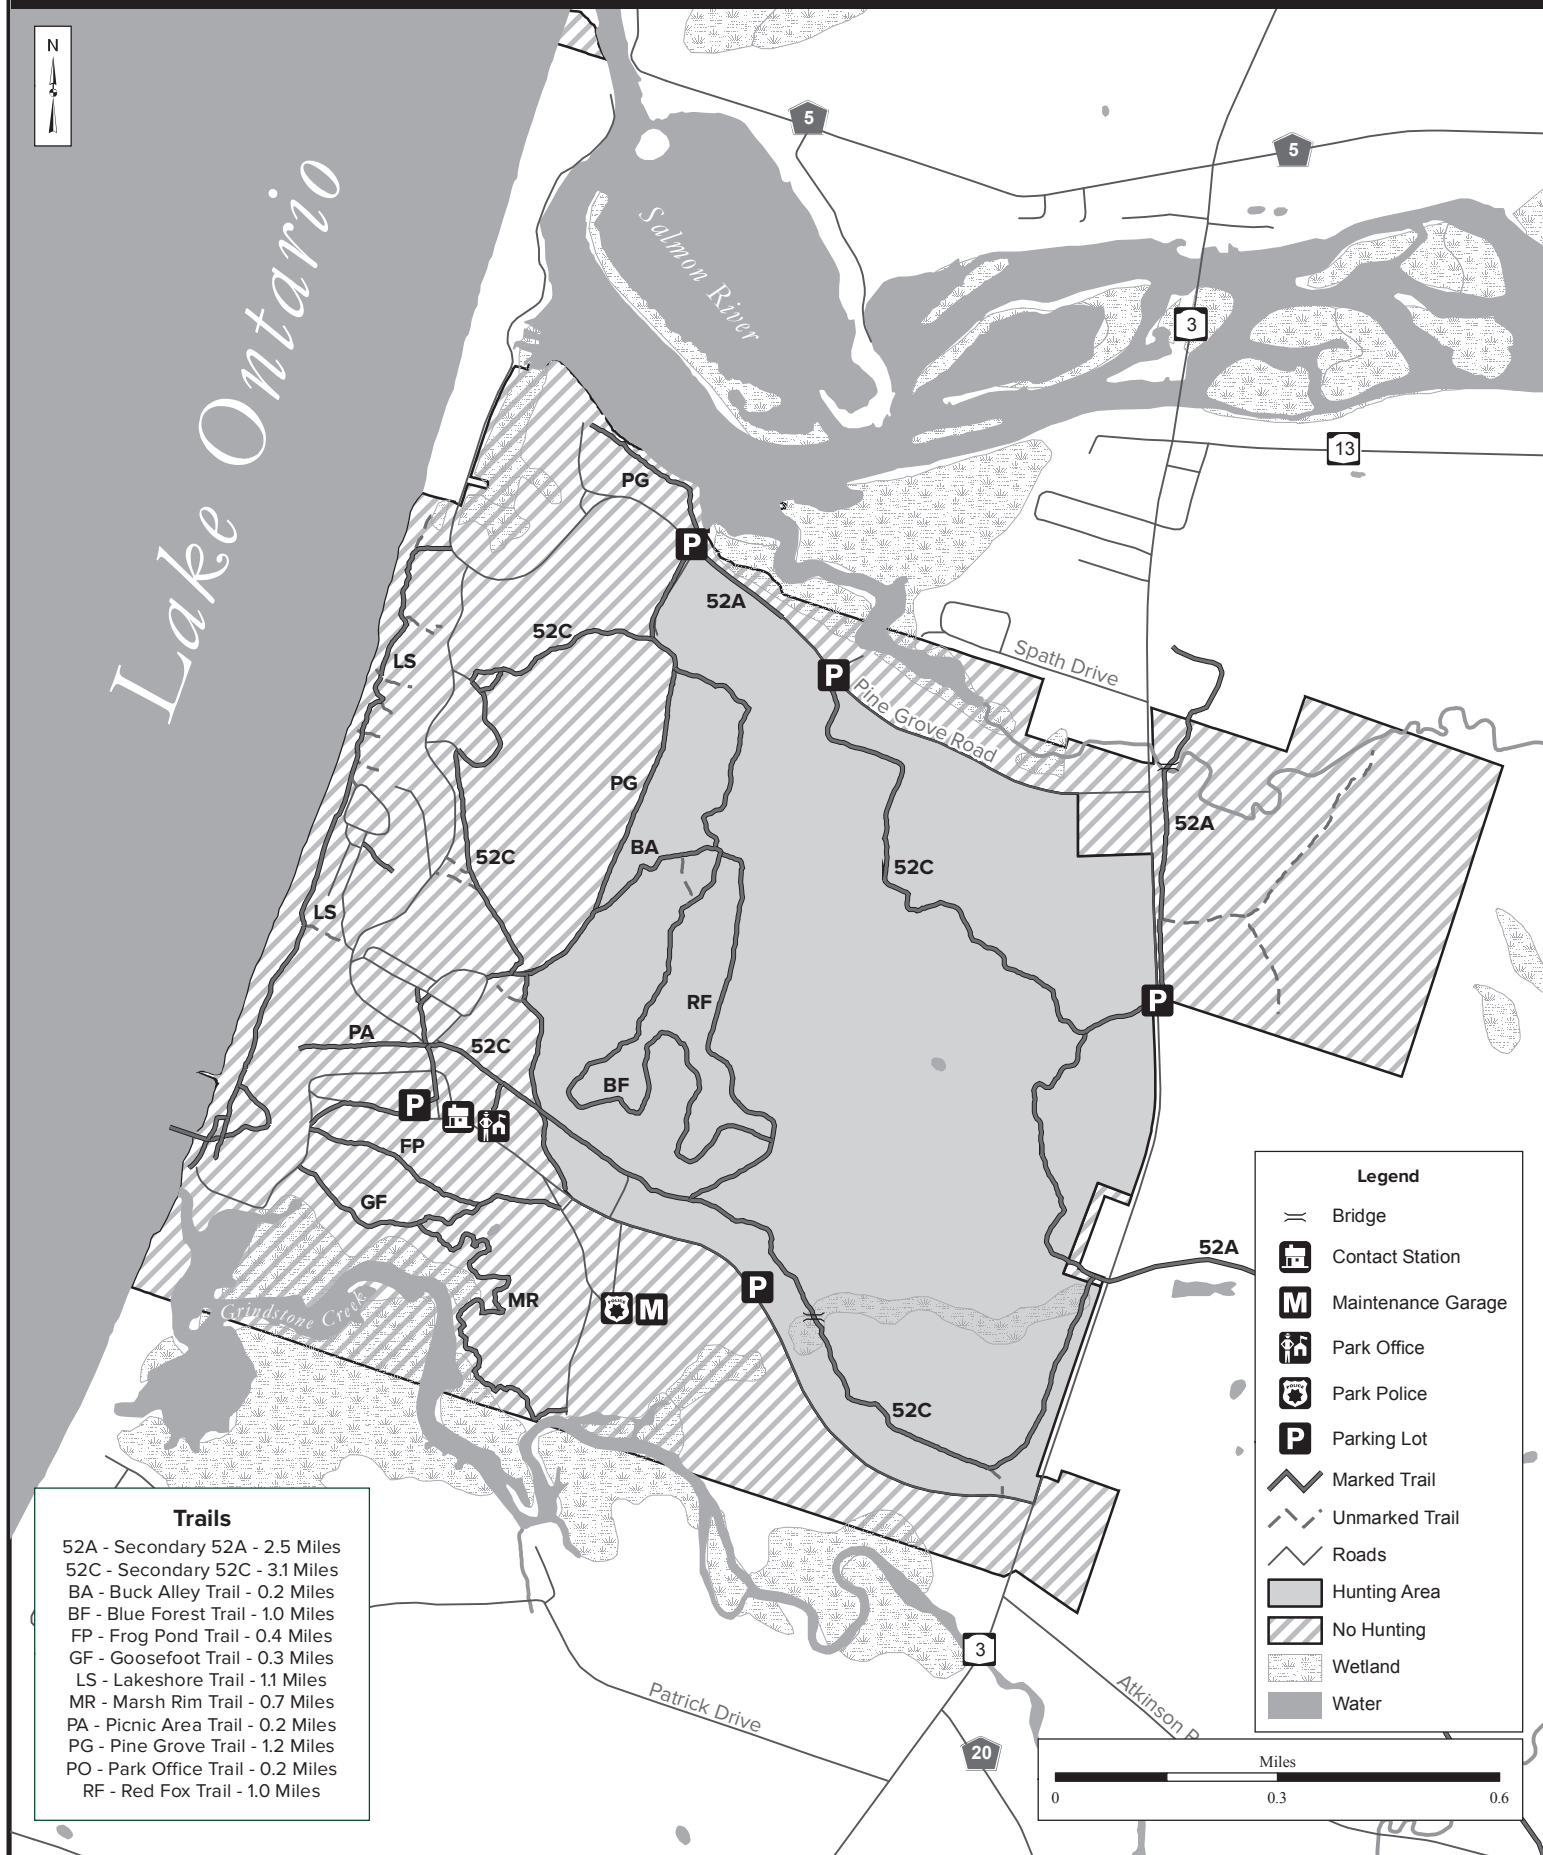 N
5
5
Lake Ontario
Salmon River
3
13
PG
P
52A
52C
Spath Drive
LS
P
Pine Grove Road
PG
52A
BA
52C
52C
LS
P
RF
PA
52C
BF
P
FP
GF
52A
MR
P
POLICE
M
Grindstone Creek
52C
3
Patrick Drive
Atkinson R
20
Legend
Bridge
Contact Station
M Maintenance Garage
Park Office
POLICE Park Police
P Parking Lot
Marked Trail
Unmarked Trail
Roads
Hunting Area
No Hunting
Wetland
Water
Trails
52A - Secondary 52A - 2.5 Miles
52C - Secondary 52C - 3.1 Miles
BA - Buck Alley Trail - 0.2 Miles
BF - Blue Forest Trail - 1.0 Miles
FP - Frog Pond Trail - 0.4 Miles
GF - Goosefoot Trail - 0.3 Miles
LS - Lakeshore Trail - 1.1 Miles
MR - Marsh Rim Trail - 0.7 Miles
PA - Picnic Area Trail - 0.2 Miles
PG - Pine Grove Trail - 1.2 Miles
PO - Park Office Trail - 0.2 Miles
RF - Red Fox Trail - 1.0 Miles
Miles
0 0.3 0.6